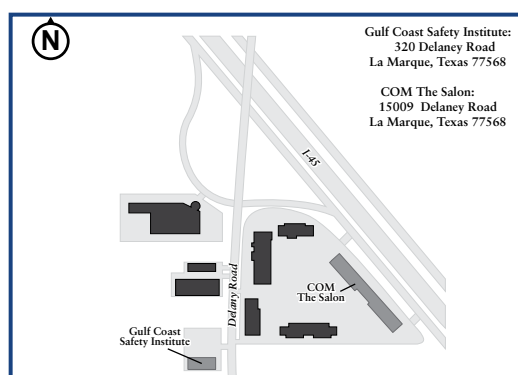 N
Gulf Coast Safety Institute:
320 Delaney Road
La Marque, Texas 77568
COM The Salon:
15009 Delaney Road
La Marque, Texas 77568
I-45
Delany Road
COM
The Salon
Gulf Coast
Safety Institute